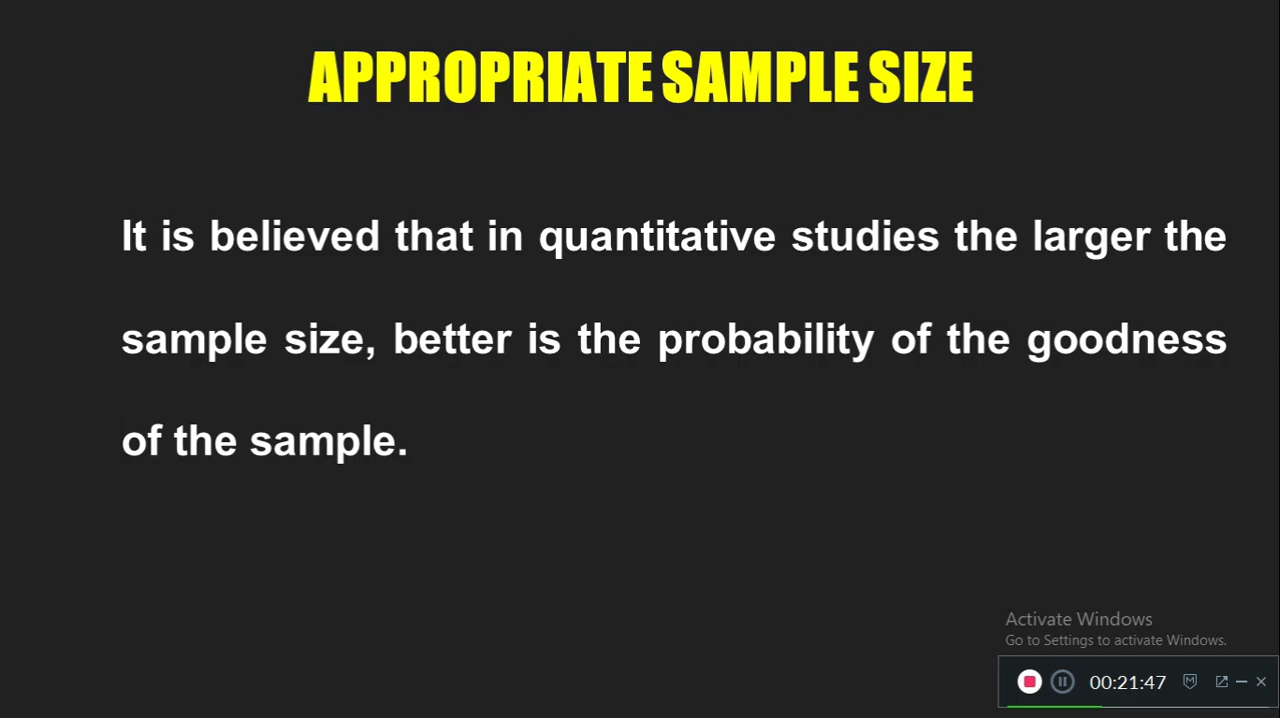 APPROPRIATE SAMPLE SIZE
It is believed that in quantitative studies the larger the
sample size, better is the probability of the goodness
of the sample.
Activate Windows
Go to Settings to activate Windows.
00:21:47